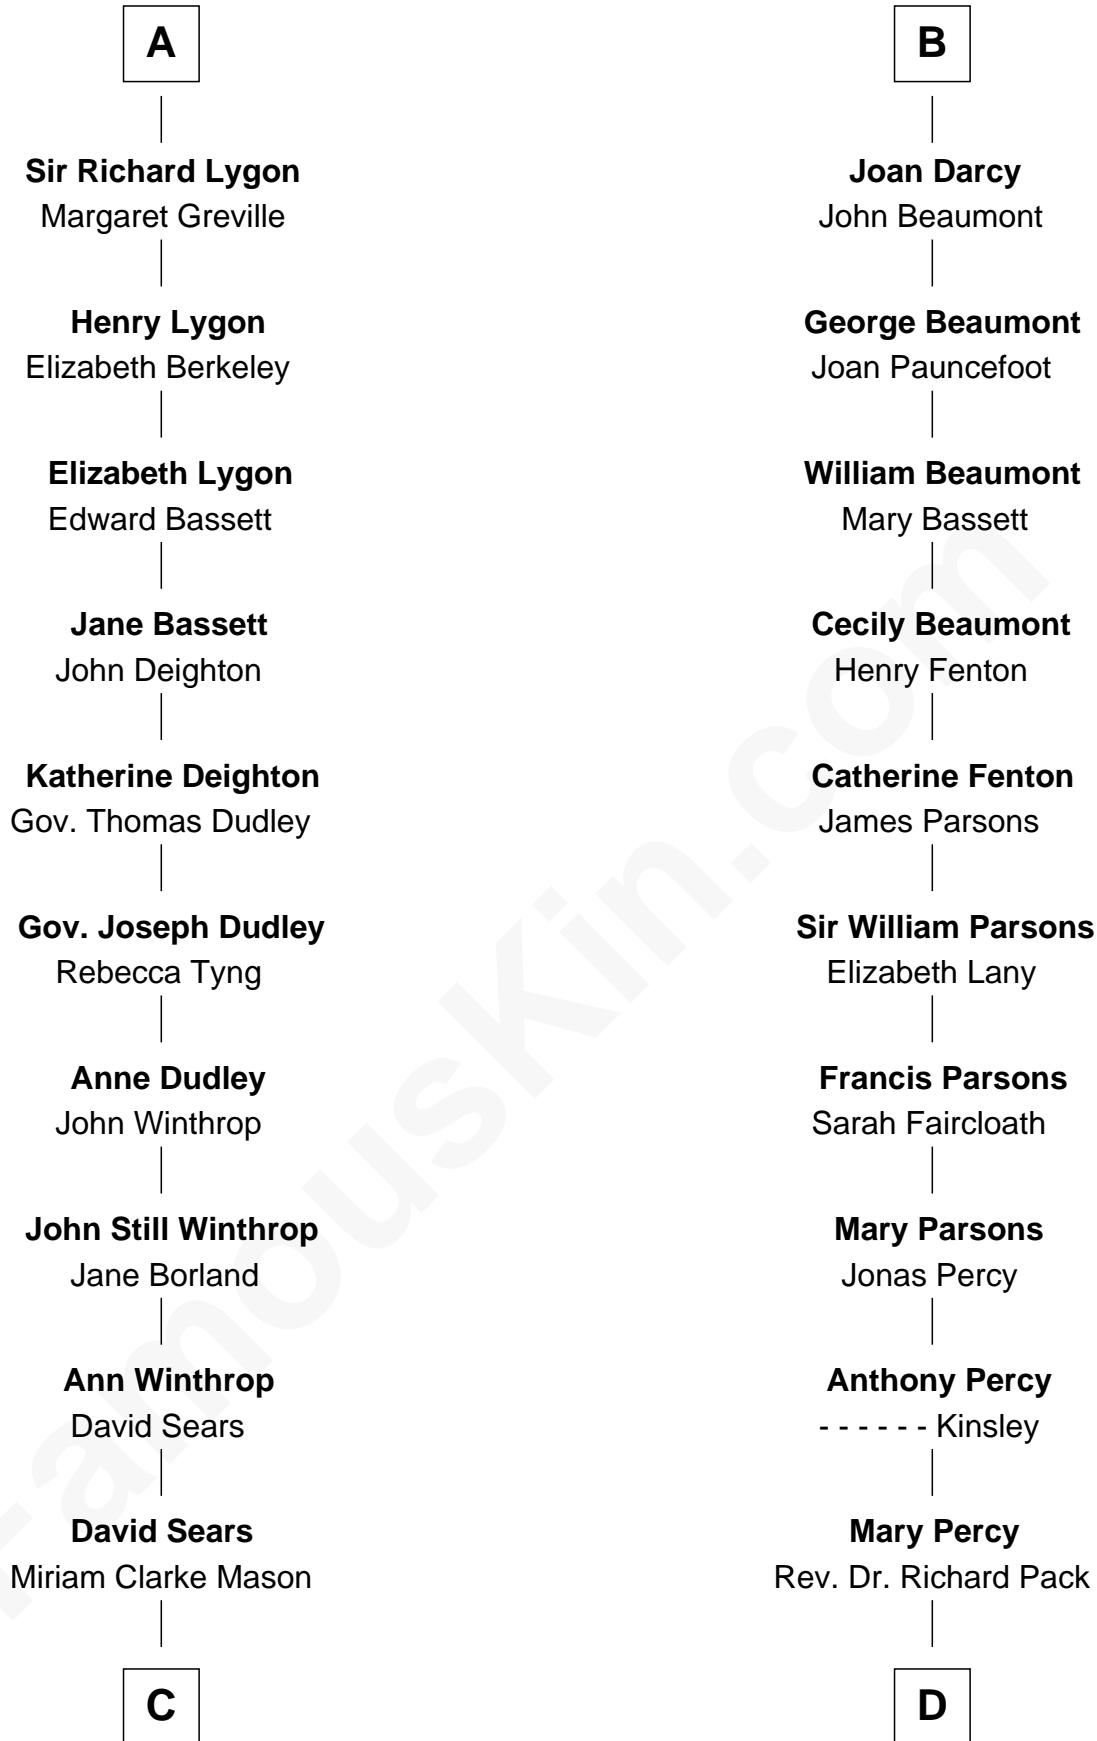 A
Sir Richard Lygon
Margaret Greville
Henry Lygon
Elizabeth Berkeley
Elizabeth Lygon
Edward Bassett
Jane Bassett
John Deighton
Katherine Deighton
Gov. Thomas Dudley
Gov. Joseph Dudley
Rebecca Tyng
Anne Dudley
John Winthrop
John Still Winthrop
Jane Borland
Ann Winthrop
David Sears
David Sears
Miriam Clarke Mason
C
B
Joan Darcy
John Beaumont
George Beaumont
Joan Pauncefoot
William Beaumont
Mary Bassett
Cecily Beaumont
Henry Fenton
Catherine Fenton
James Parsons
Sir William Parsons
Elizabeth Lany
Francis Parsons
Sarah Faircloath
Mary Parsons
Jonas Percy
Anthony Percy
- - - - - - Kinsley
Mary Percy
Rev. Dr. Richard Pack
D
FamousKin.com